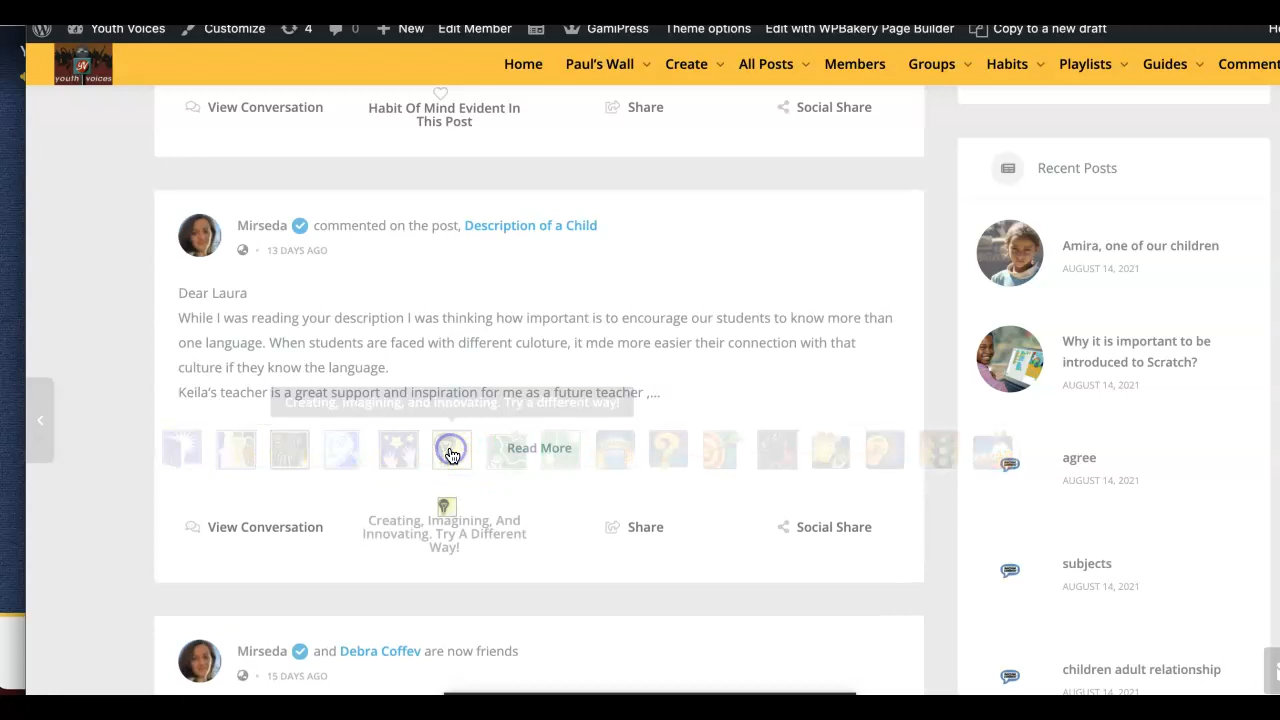 Youth Voices Customize 4 0 New Edit Member GamiPress Theme options Edit with WPBakery Page Builder Copy to a new draft
youth voices
Home Paul's Wall Create All Posts Members Groups Habits Playlists Guides Comment
View Conversation Habit Of Mind Evident In Share Social Share
This Post
Mirseda commented on the post, Description of a Child
13 DAYS AGO
Dear Laura
While I was reading your description I was thinking how important is to encourage our students to know more than
one language. When students are faced with different culoture, it mde more easier their connection with that
culture if they know the language.
Keila's teacher is a great support and inspiration for me as a future teacher ,...
Creating, Imagining, and Innovating. Try a different way!
Read More
View Conversation Creating, Imagining, And Share Social Share
Innovating. Try A Different
Way!
Mirseda and Debra Coffey are now friends
15 DAYS AGO
Recent Posts
Amira, one of our children
AUGUST 14, 2021
Why it is important to be
introduced to Scratch?
AUGUST 14, 2021
agree
AUGUST 14, 2021
subjects
AUGUST 14, 2021
children adult relationship
AUGUST 14, 2021